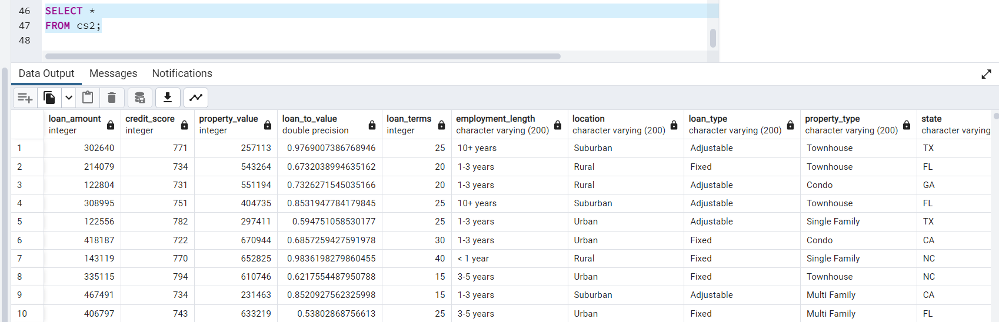 46 SELECT *
47 FROM cs2;
48
Data Output Messages Notifications
loan_amount credit_score property_value loan_to_value loan_terms employment_length location loan_type property_type state
integer integer integer double precision integer character varying (200) character varying (200) character varying (200) character varying (200) character varying
1 302640 771 257113 0.9769007386768946 25 10+ years Suburban Adjustable Townhouse TX
2 214079 734 543264 0.6732038994635162 20 1-3 years Rural Fixed Townhouse FL
3 122804 731 551194 0.7326271545035166 20 1-3 years Rural Adjustable Condo GA
4 308995 751 404735 0.8531947784179845 25 10+ years Suburban Adjustable Townhouse FL
5 122556 782 297411 0.594751058530177 25 1-3 years Urban Adjustable Single Family TX
6 418187 722 670944 0.6857259427591978 30 1-3 years Urban Fixed Condo CA
7 143119 770 652825 0.9836198279860455 40 < 1 year Rural Fixed Single Family NC
8 335115 794 610746 0.6217554487950788 15 3-5 years Urban Fixed Townhouse NC
9 467491 734 231463 0.8520927562325998 15 1-3 years Suburban Adjustable Multi Family CA
10 406797 743 633219 0.53802868756613 25 3-5 years Urban Fixed Multi Family FL